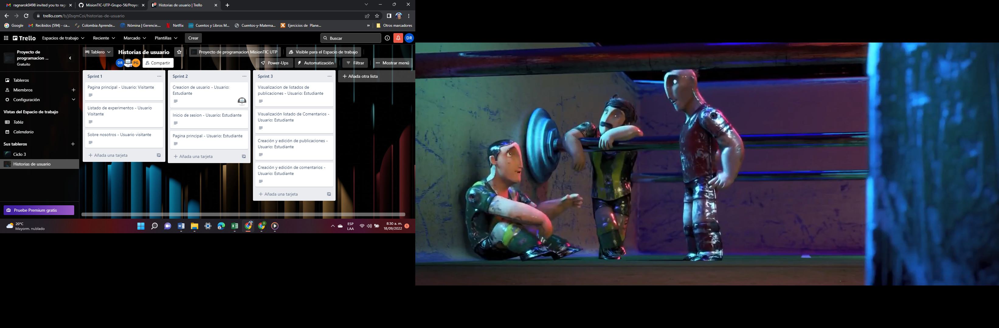 ragnarok0498 invited you to ragn
MisionTIC-UTP-Grupo-56/Proyec
Historias de usuario | Trello
trello.com/b/j0sqmCoi/historias-de-usuario
Google
Recibidos (594) - ca...
Colombia Aprende...
Nómina | Gerencie....
Netflix
Cuentos y Libros M...
Cuentos-y-Matema...
Ejercicios de Plane...
»
Otros marcadores
Trello
Espacios de trabajo
Reciente
Marcado
Plantillas
Crear
Buscar
DR
Proyecto de
programacion ...
Gratuito
Tableros
Miembros
Configuración
Vistas del Espacio de trabajo
Tabla
Calendario
Sus tableros
Ciclo 3
Historias de usuario
Pruebe Premium gratis
Tablero
Historias de usuario
Proyecto de programacion MisionTIC UTP
Visible para el Espacio de trabajo
DR
PG
Compartir
Power-Ups
Automatización
Filtrar
Mostrar menú
Sprint 1
Pagina principal - Usuario: Visitante
Listado de experimentos - Usuario
Visitante
Sobre nosotros - Usuario visitante
Añada una tarjeta
Sprint 2
Creacion de usuario - Usuario:
Estudiante
Inicio de sesion - Usuario: Estudiante
Pagina principal - Usuario: Estudiante
Añada una tarjeta
Sprint 3
Visualizacion de listados de
publicaciones - Usuario: Estudiante
Visualización listado de Comentarios -
Usuario: Estudiante
Creación y edición de publicaciones -
Usuario: Estudiante
Creación y edición de comentarios -
Usuario: Estudiante
Añada una tarjeta
Añada otra lista
20°C
Mayorm. nublado
ESP
LAA
8:30 a. m.
18/09/2022
1